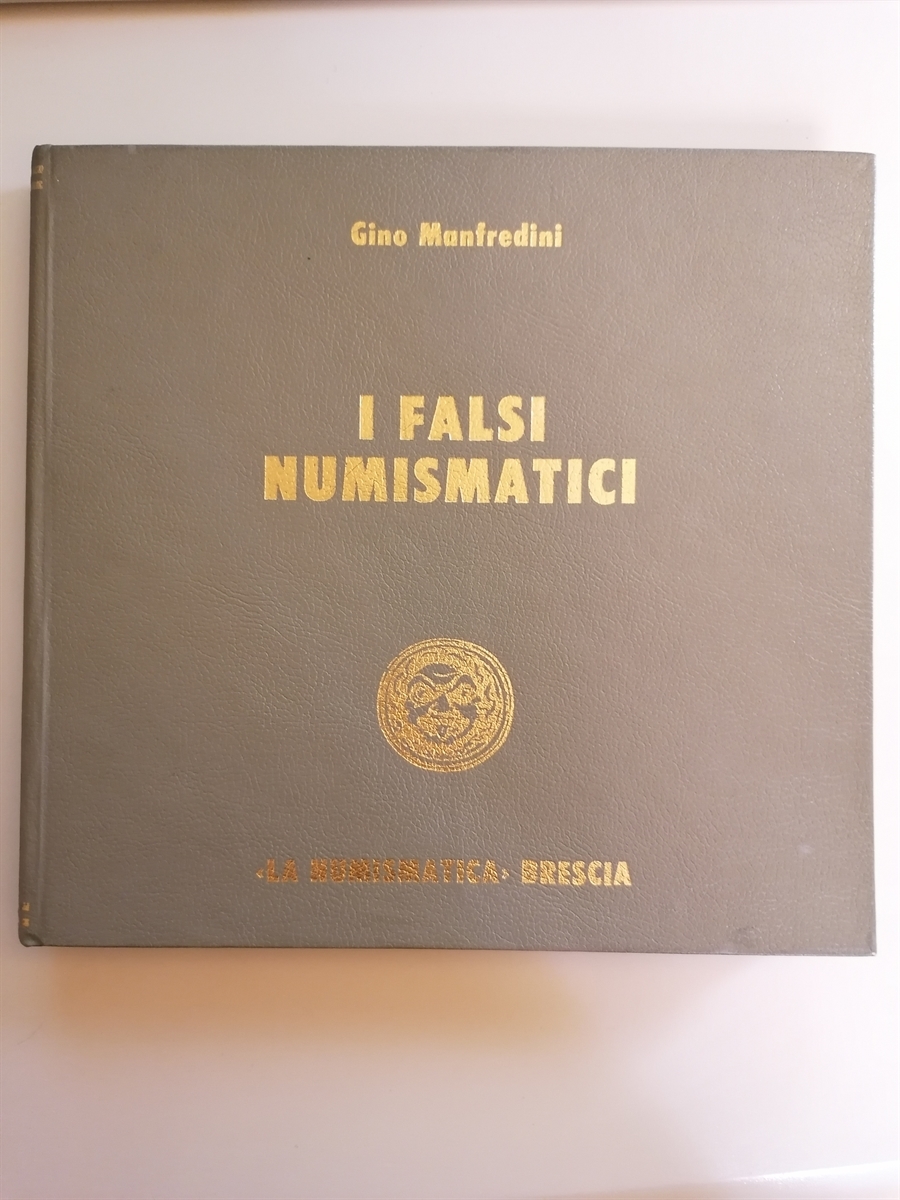 Gino Manfredini
I FALSI
NUMISMATICI
‹LA NUMISMATICA› BRESCIA